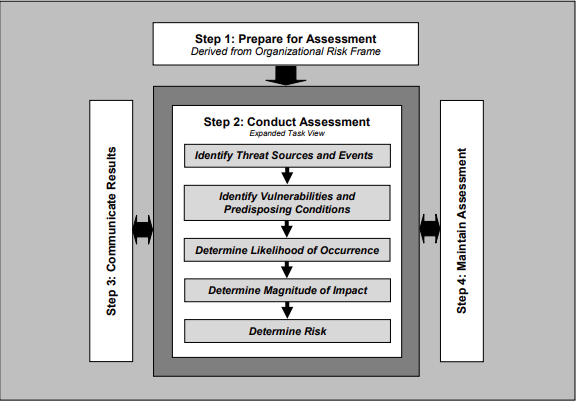 Step 1: Prepare for Assessment
Derived from Organizational Risk Frame
Step 2: Conduct Assessment
Expanded Task View
Identify Threat Sources and Events
Identify Vulnerabilities and
Predisposing Conditions
Determine Likelihood of Occurrence
Determine Magnitude of Impact
Determine Risk
Step 3: Communicate Results
Step 4: Maintain Assessment